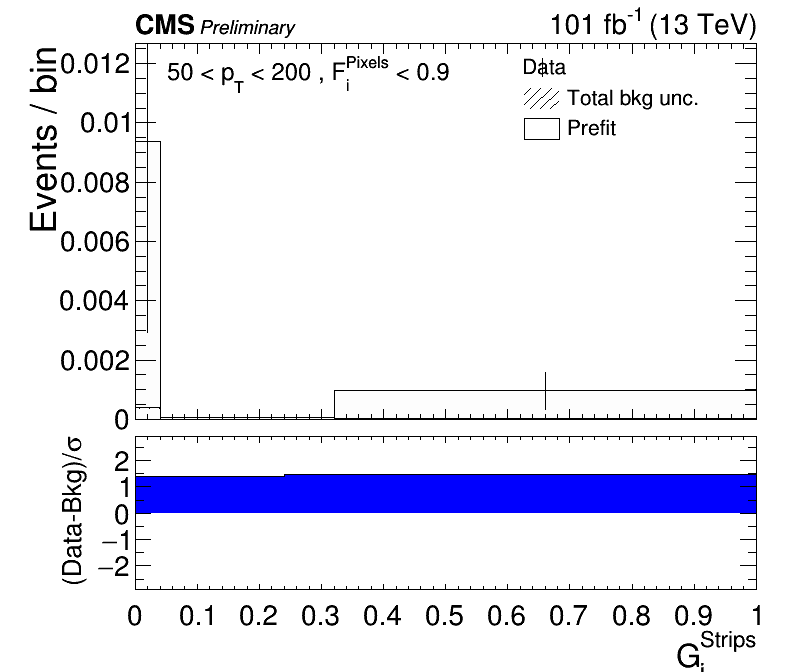 CMS Preliminary 101 fb-1 (13 TeV)
50 < pT < 200 , FiPixels < 0.9
Data
Total bkg unc.
Prefit
Events / bin
0.012
0.01
0.008
0.006
0.004
0.002
0
(Data-Bkg)/σ
2
1
0
−1
−2
0 0.1 0.2 0.3 0.4 0.5 0.6 0.7 0.8 0.9 1
GiStrips